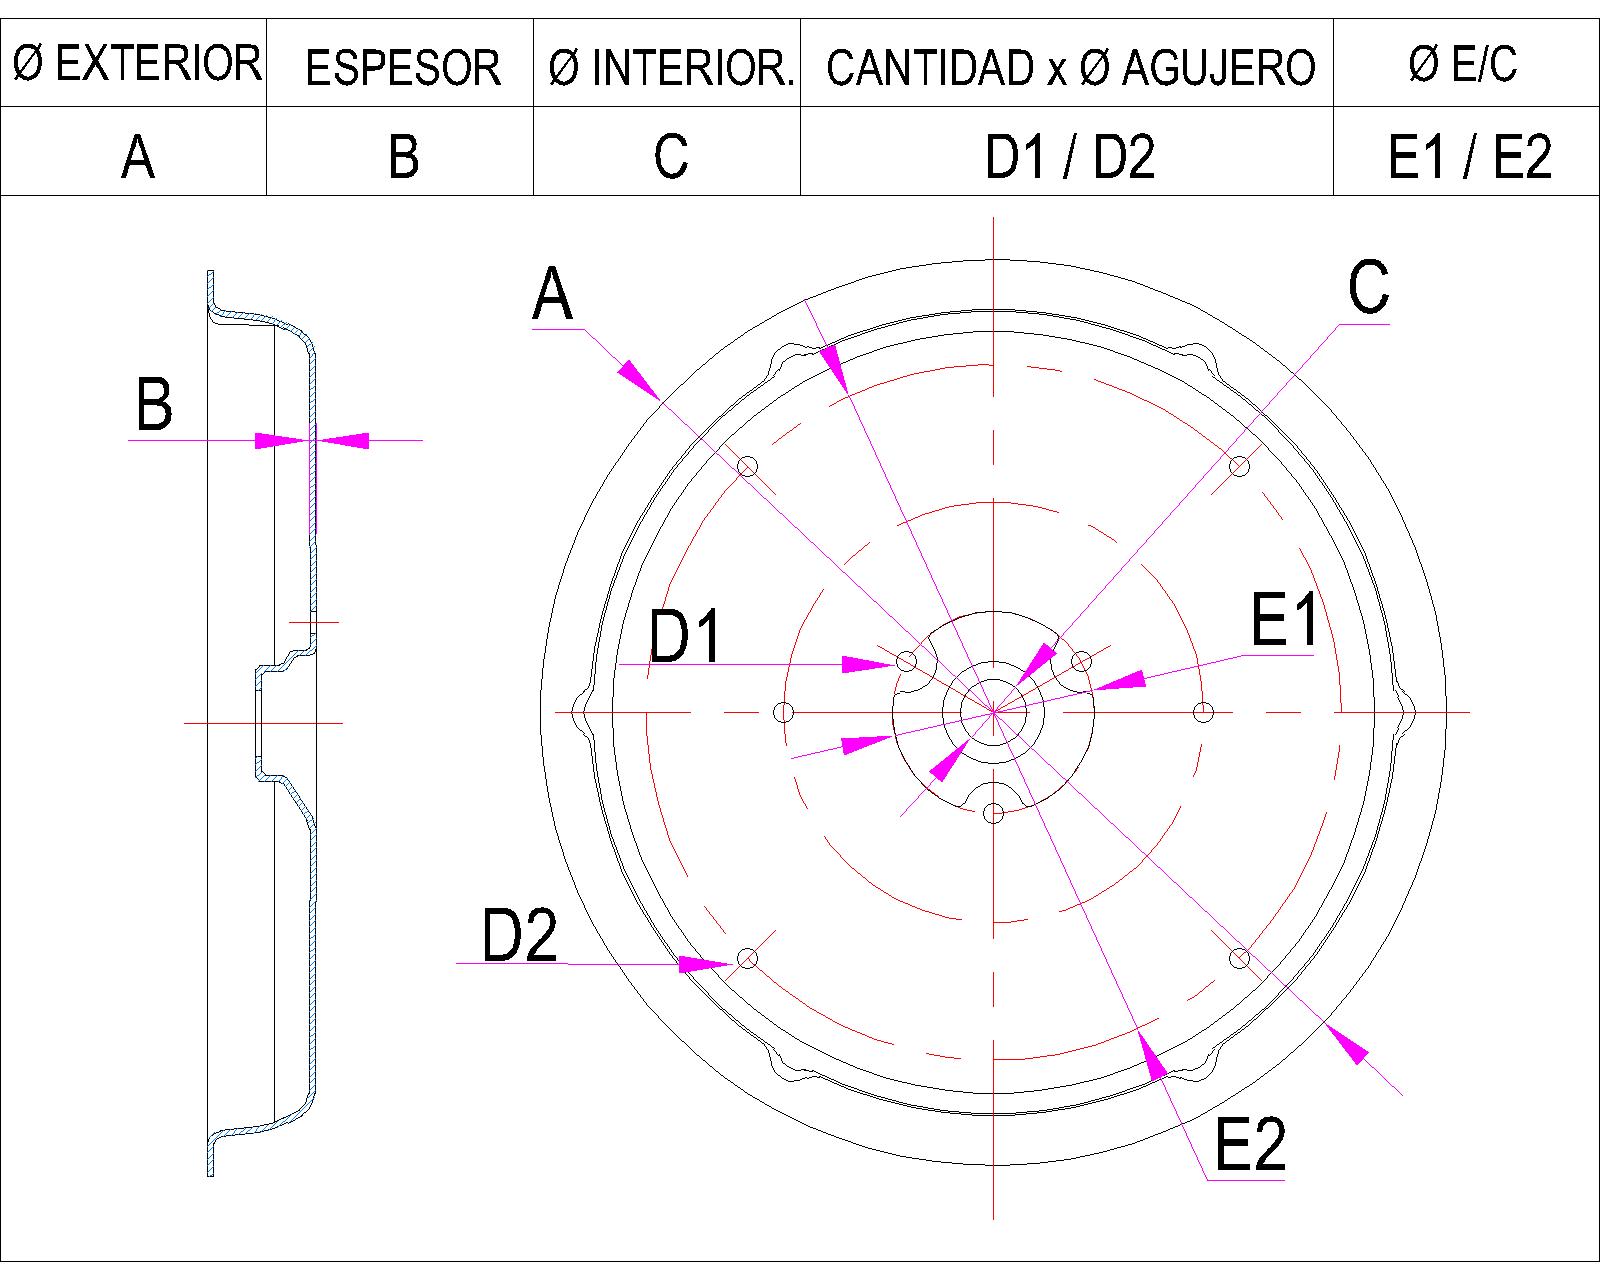 Ø EXTERIOR ESPESOR Ø INTERIOR. CANTIDAD x Ø AGUJERO Ø E/C
A B C D1 / D2 E1 / E2
A
C
B
D1
E1
D2
E2